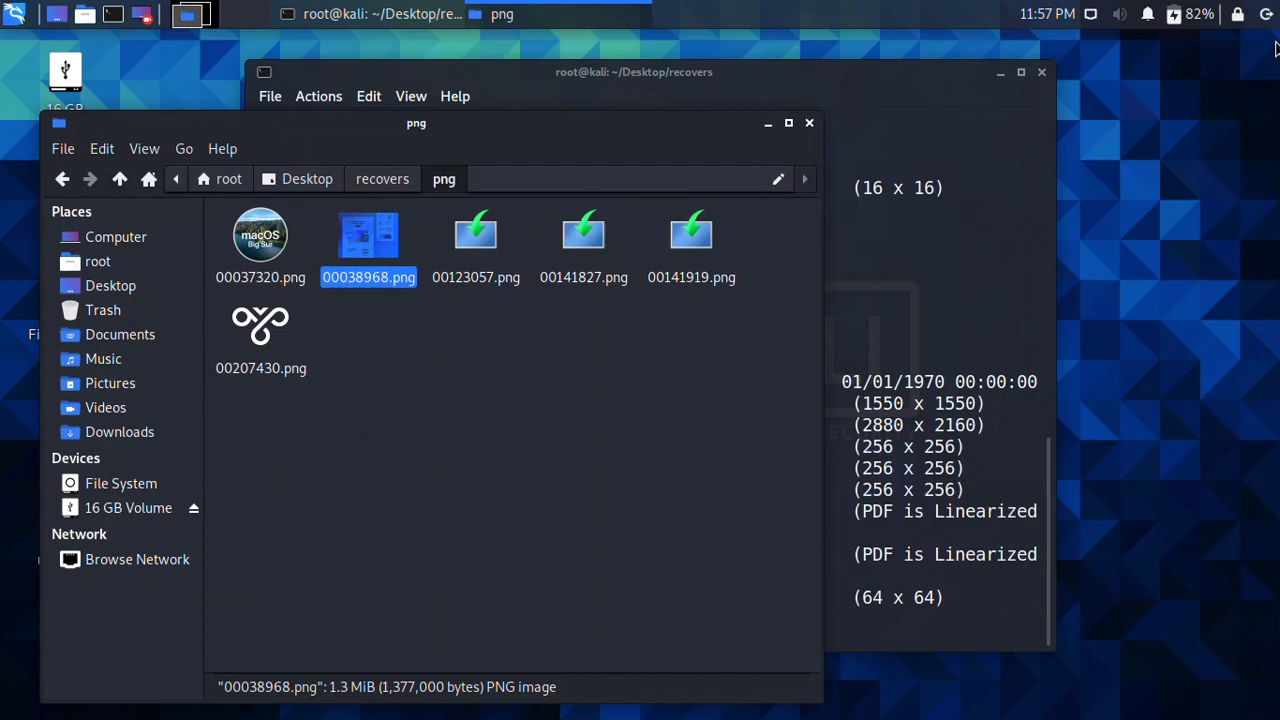 root@kali: ~/Desktop/re...
png
11:57 PM
82%
16 GB
root@kali: ~/Desktop/recovers
File Actions Edit View Help
(16 x 16)
01/01/1970 00:00:00
(1550 x 1550)
(2880 x 2160)
(256 x 256)
(256 x 256)
(256 x 256)
(PDF is Linearized
(PDF is Linearized
(64 x 64)
png
File Edit View Go Help
root Desktop recovers png
Places
Computer
root
Desktop
Trash
Documents
Music
Pictures
Videos
Downloads
Devices
File System
16 GB Volume
Network
Browse Network
macOS
Big Sur
00037320.png 00038968.png 00123057.png 00141827.png 00141919.png
00207430.png
"00038968.png": 1.3 MiB (1,377,000 bytes) PNG image
Fi